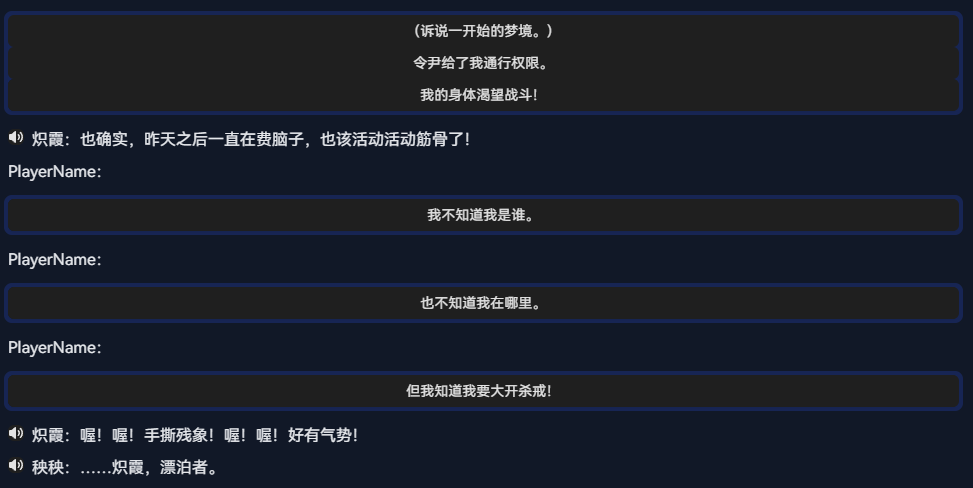 （诉说一开始的梦境。）
令尹给了我通行权限。
我的身体渴望战斗！
炽霞：也确实，昨天之后一直在费脑子，也该活动活动筋骨了！
PlayerName：
我不知道我是谁。
PlayerName：
也不知道我在哪里。
PlayerName：
但我知道我要大开杀戒！
炽霞：喔！喔！手撕残象！喔！喔！好有气势！
秧秧：……炽霞，漂泊者。